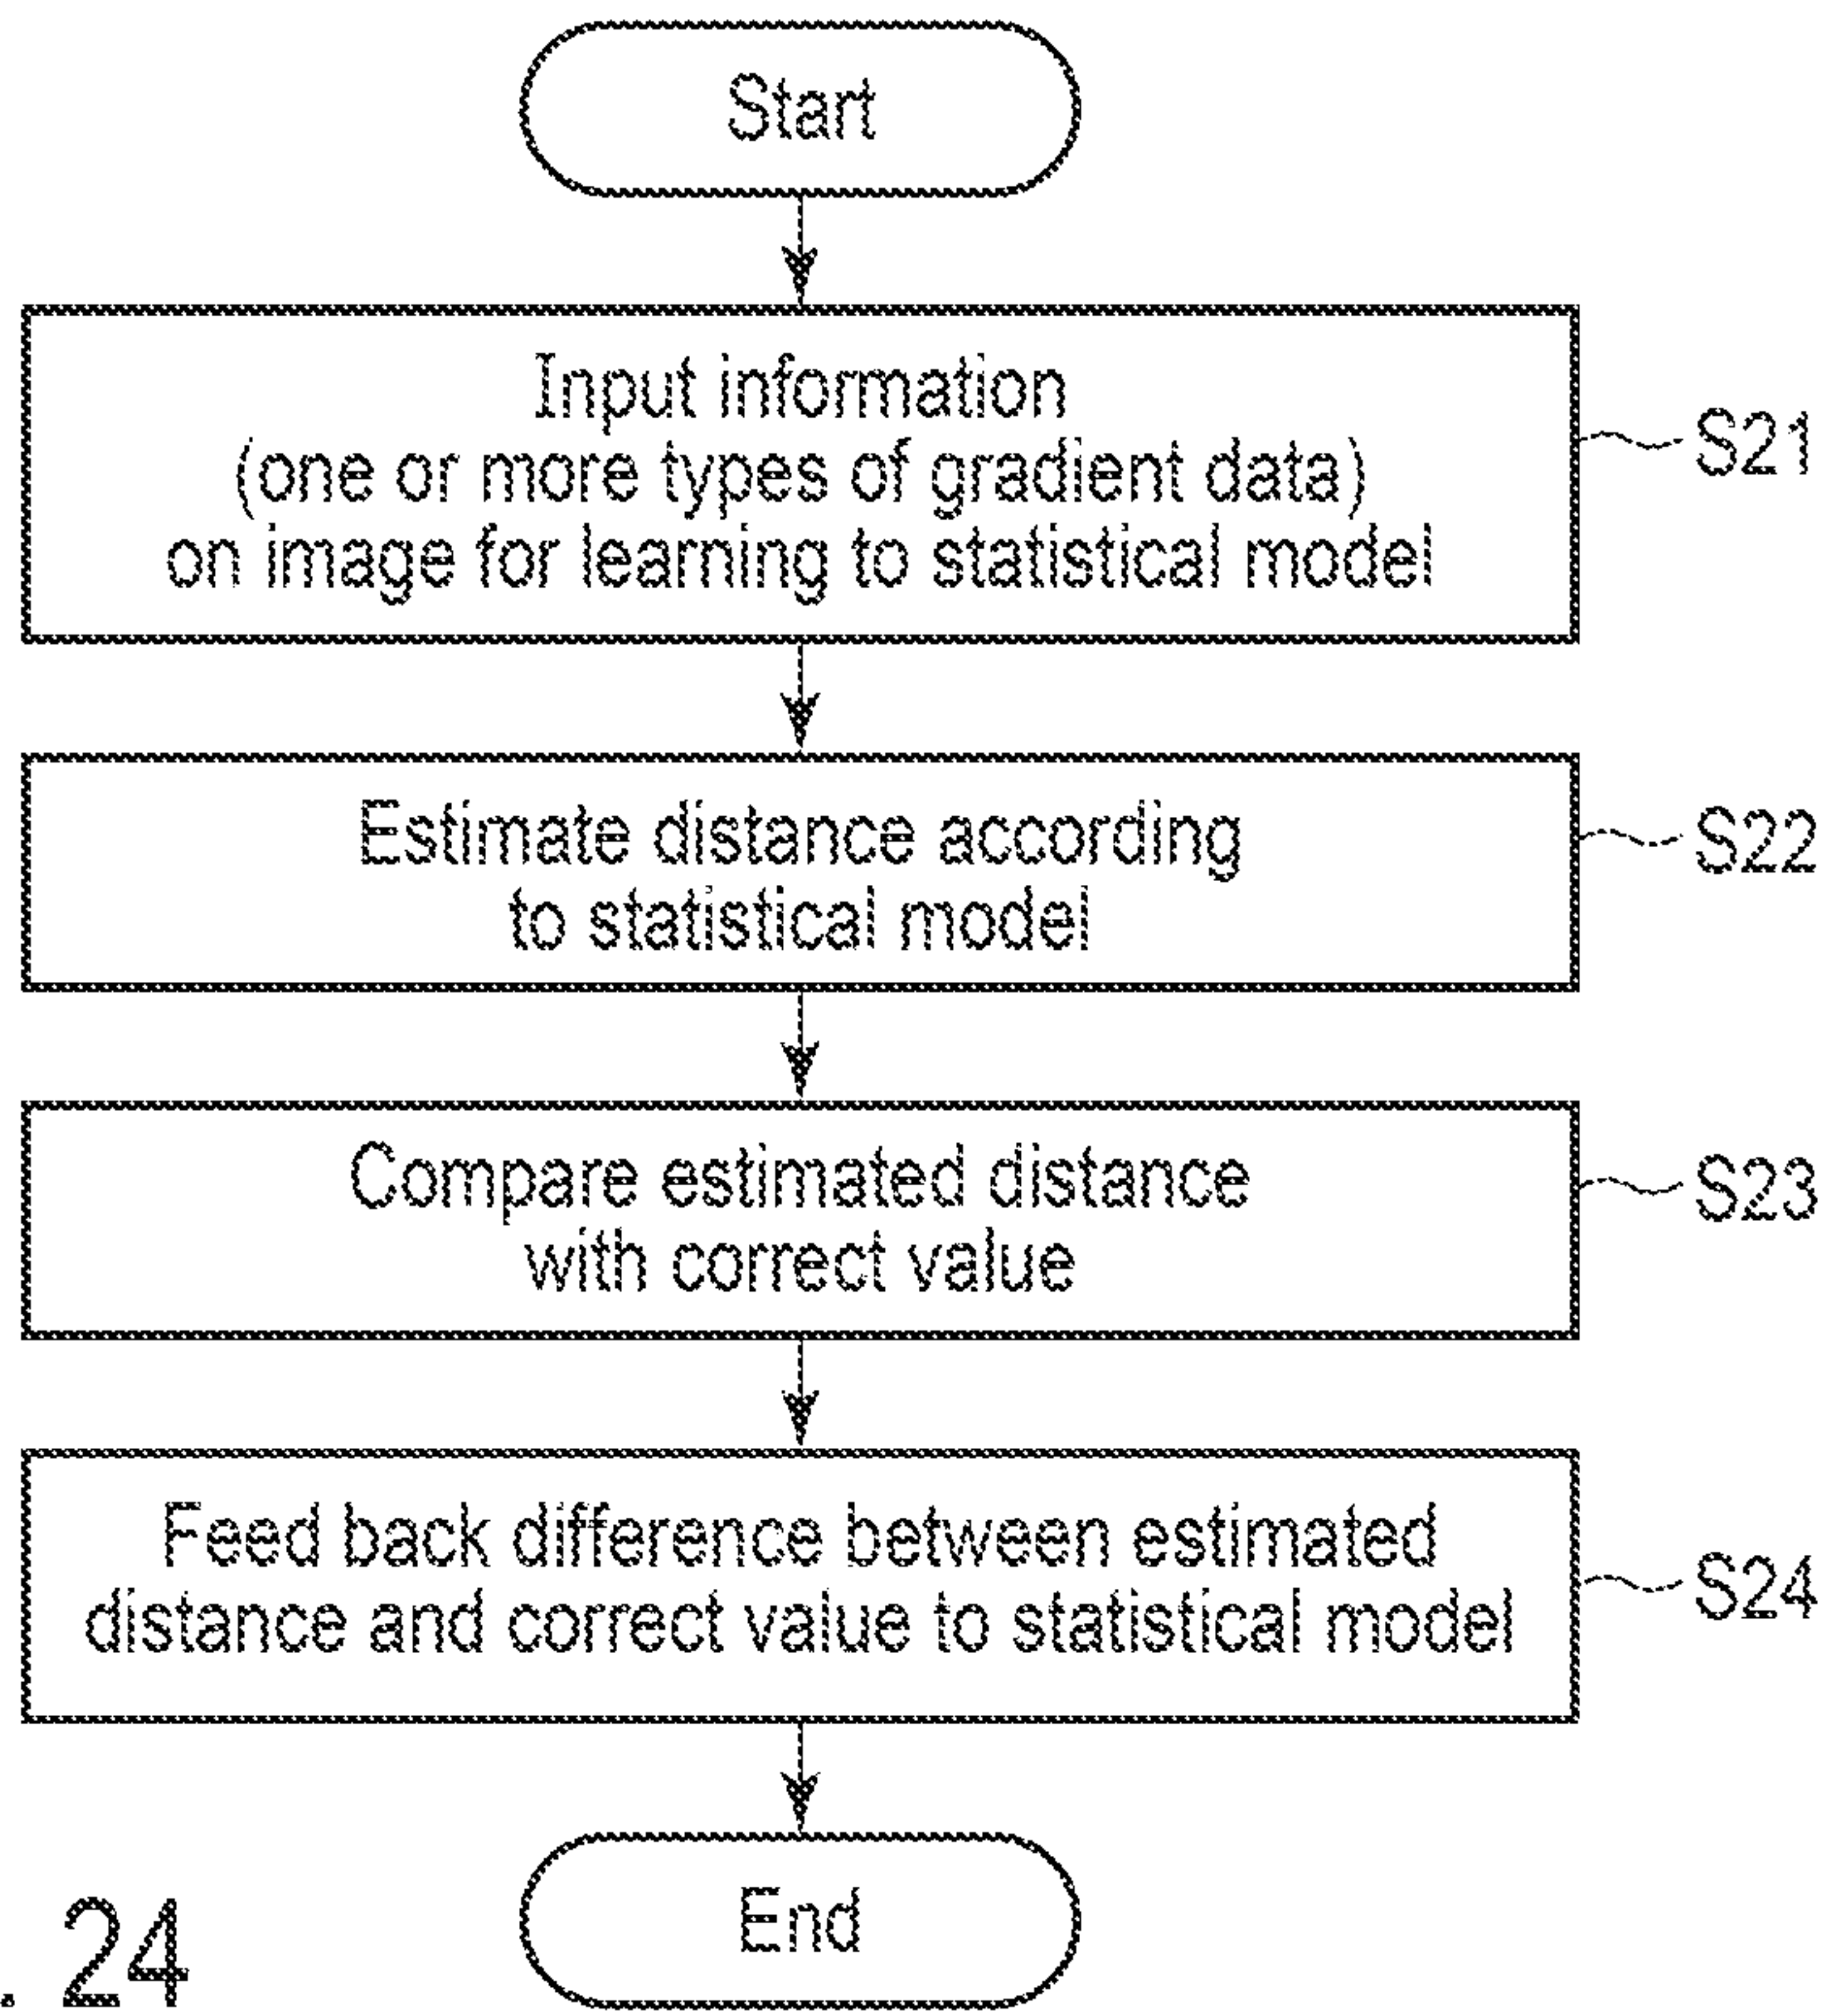 Start
Input information
(one or more types of gradient data)
on image for learning to statistical model
S21
Estimate distance according
to statistical model
S22
Compare estimated distance
with correct value
S23
Feed back difference between estimated
distance and correct value to statistical model
S24
End
. 24